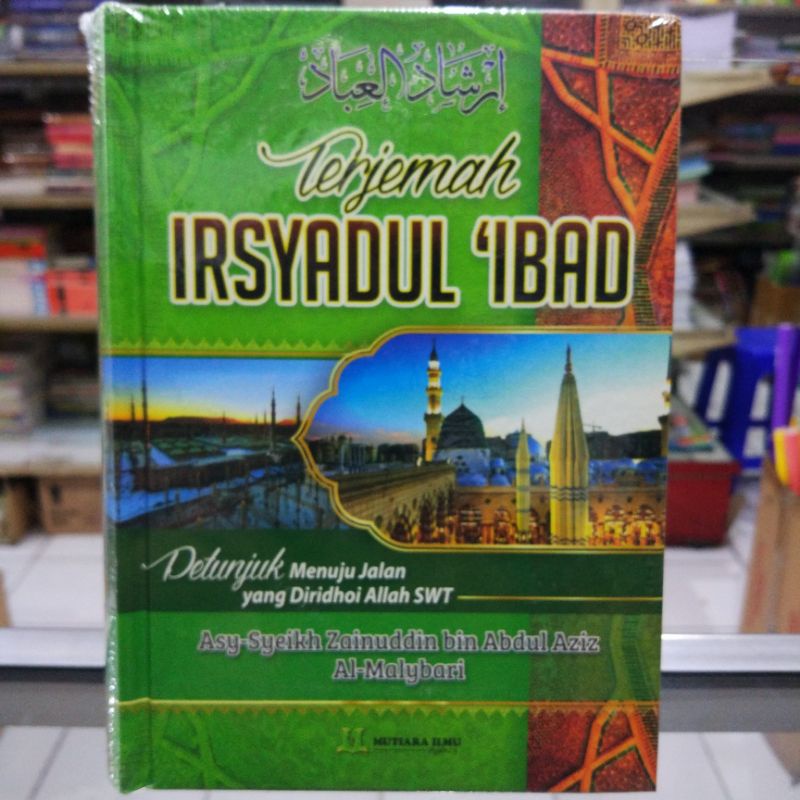 إرشاد العباد
Terjemah
IRSYADUL 'IBAD
Petunjuk Menuju Jalan
yang Diridhoi Allah SWT
Asy-Syeikh Zainuddin bin Abdul Aziz
Al-Malybari
MUTIARA ILMU